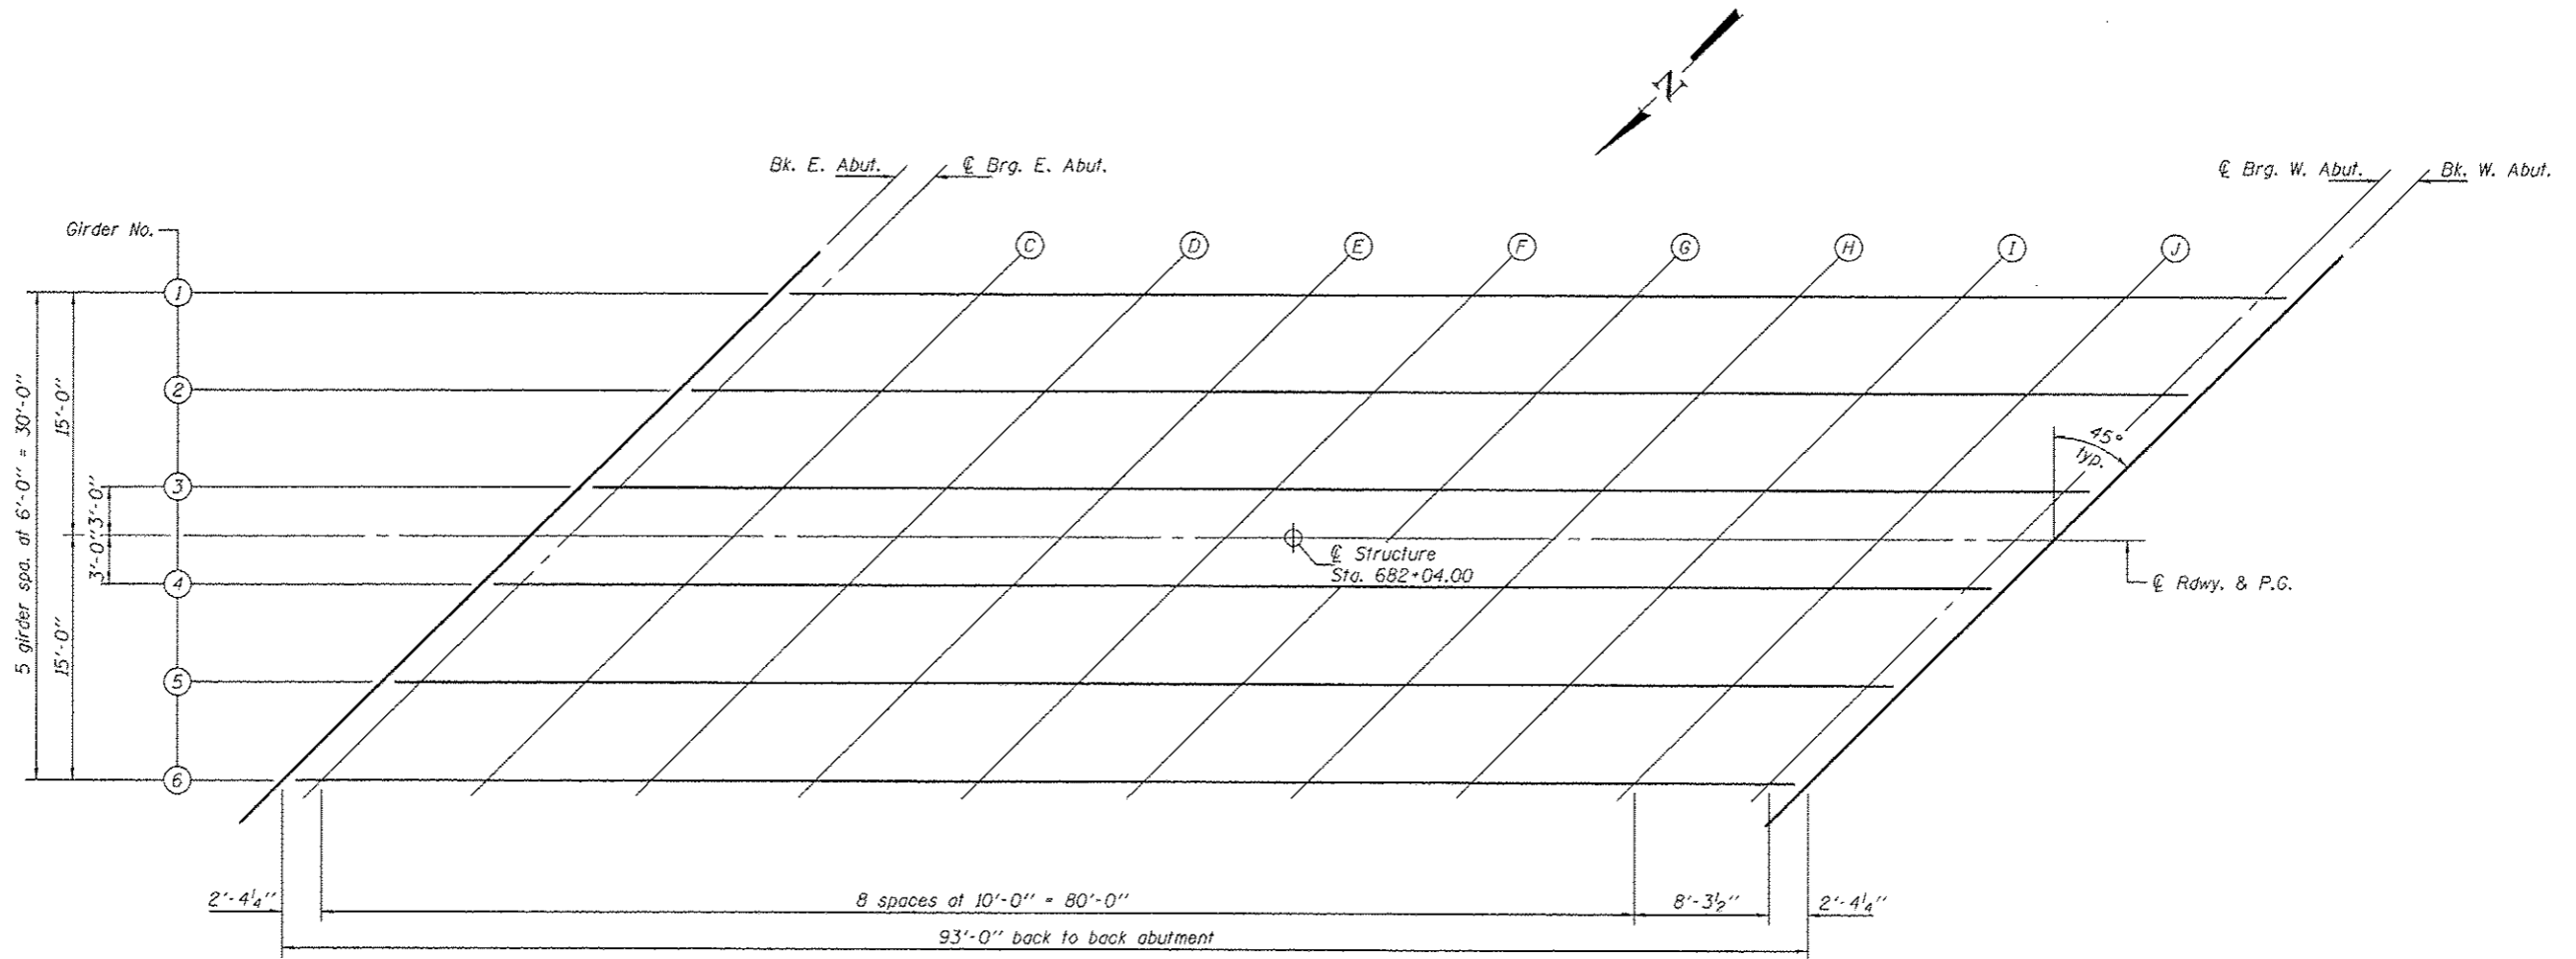 N
Bk. E. Abut.
℄ Brg. E. Abut.
℄ Brg. W. Abut.
Bk. W. Abut.
Girder No.
C D E F G H I J
1
2
3
4
5
6
5 girder spa. at 6'-0" = 30'-0"
15'-0"
15'-0"
3'-0"
3'-0"
45°
typ.
℄ Structure
Sta. 682+04.00
℄ Rdwy. & P.G.
2'-4¼"
8 spaces at 10'-0" = 80'-0"
8'-3½"
2'-4¼"
93'-0" back to back abutment